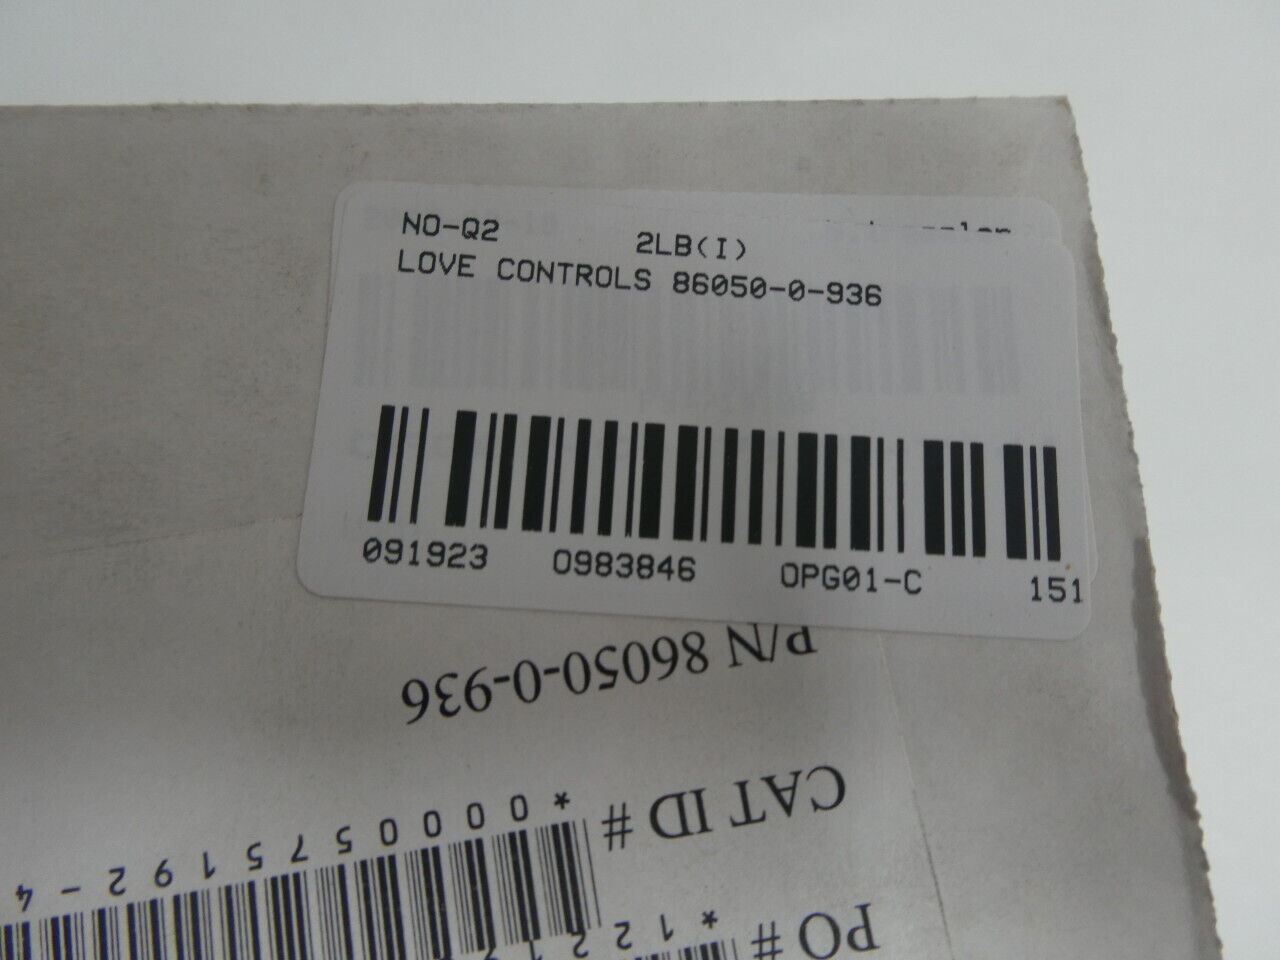 NO-Q2 2LB(I)
LOVE CONTROLS 86050-0-936
091923 0983846 OPG01-C 151
P/N 86050-0-936
CAT ID #
*0000575192-4
PO #